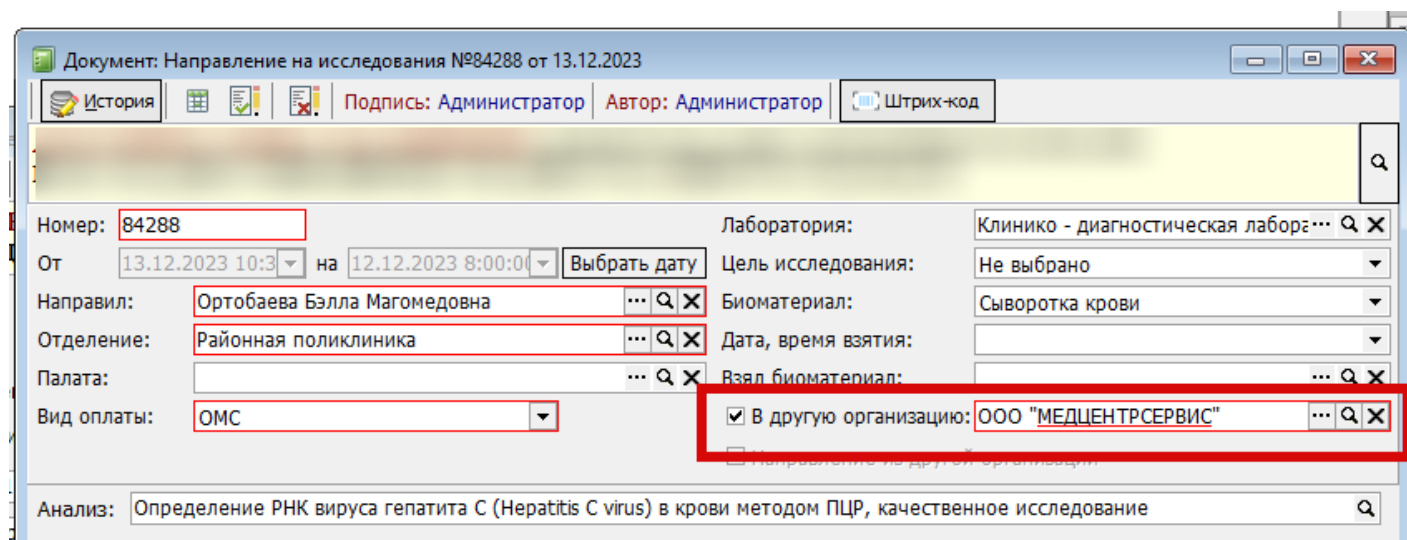 Документ: Направление на исследования №84288 от 13.12.2023
История Подпись: Администратор Автор: Администратор Штрих-код
Номер: 84288 Лаборатория: Клинико - диагностическая лабора
От 13.12.2023 10:3 на 12.12.2023 8:00:00 Выбрать дату Цель исследования: Не выбрано
Направил: Ортобаева Бэлла Магомедовна Биоматериал: Сыворотка крови
Отделение: Районная поликлиника Дата, время взятия:
Палата: Взял биоматериал:
Вид оплаты: ОМС В другую организацию: ООО "МЕДЦЕНТРСЕРВИС"
Направление из другой организации
Анализ: Определение РНК вируса гепатита C (Hepatitis C virus) в крови методом ПЦР, качественное исследование